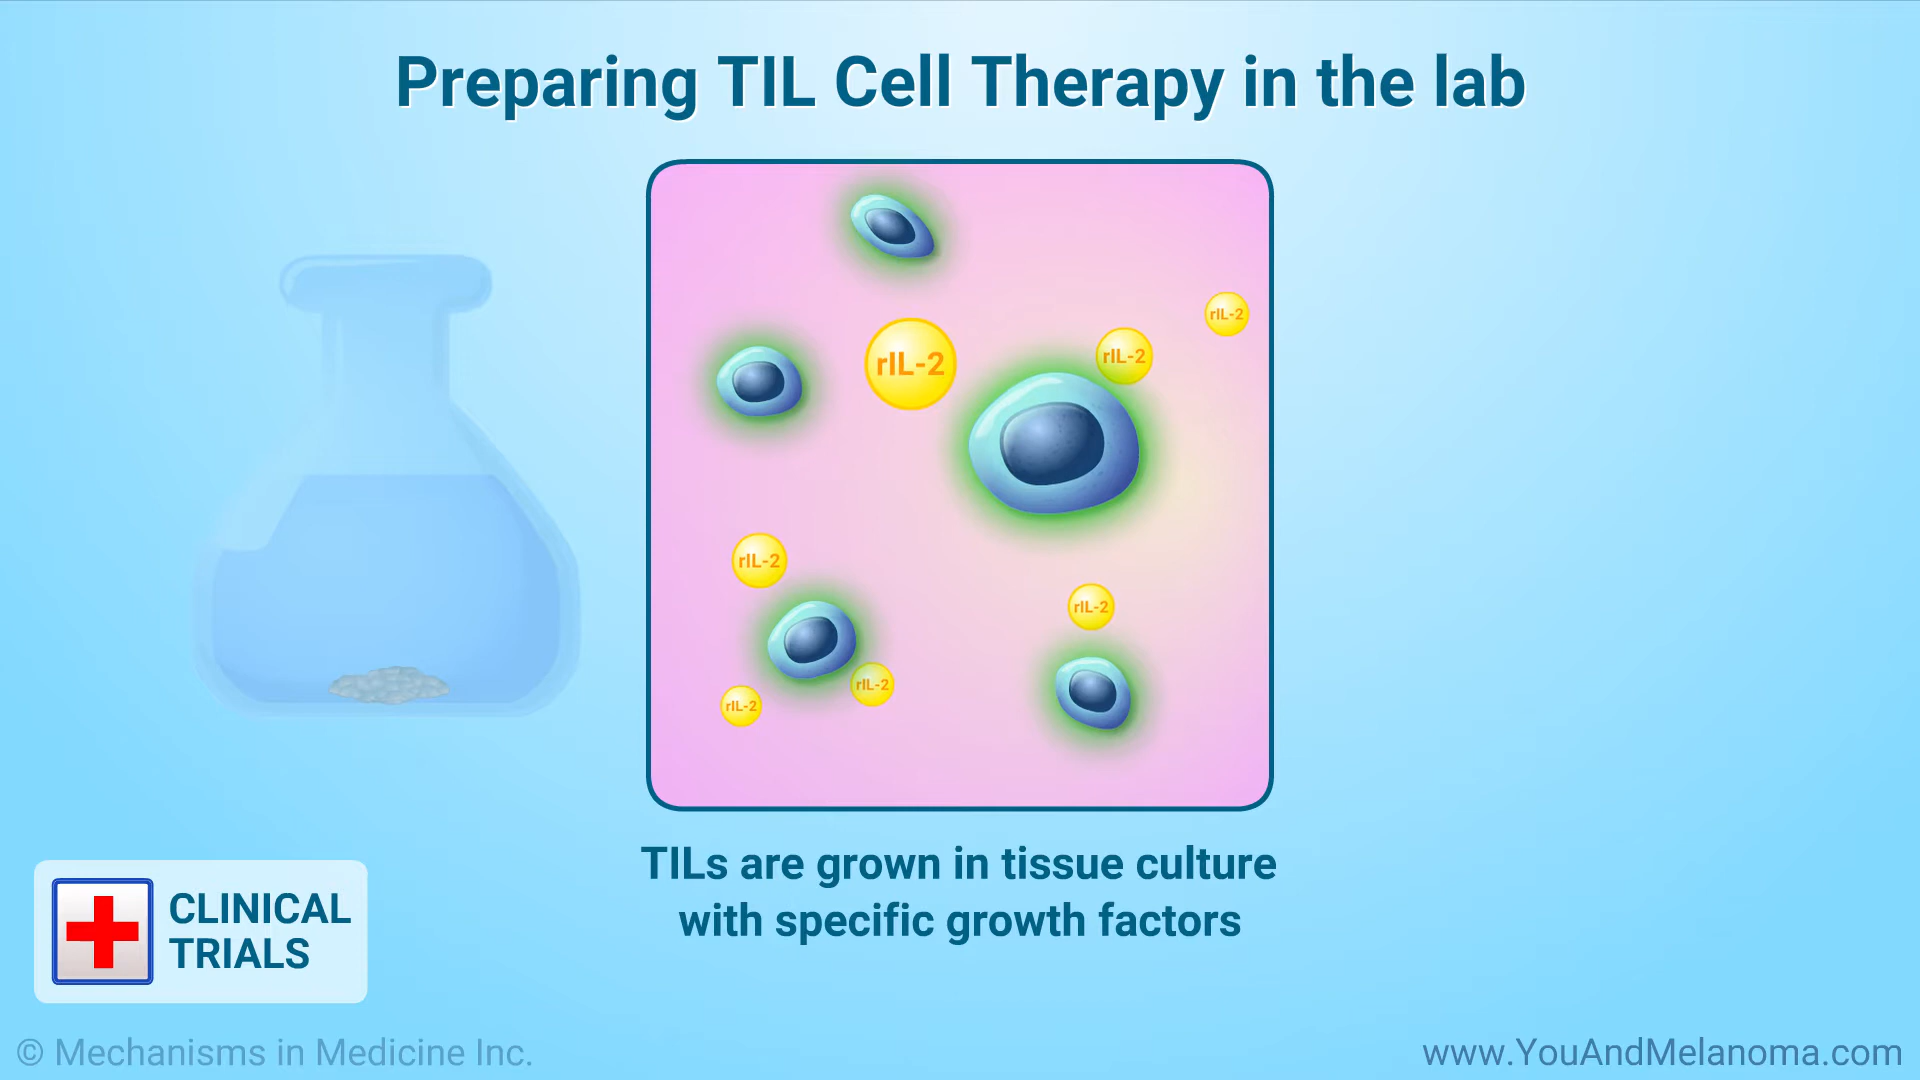 Preparing TIL Cell Therapy in the lab
rIL-2
rIL-2
rIL-2
rIL-2
rIL-2
rIL-2
rIL-2
TILs are grown in tissue culture
with specific growth factors
CLINICAL
TRIALS
© Mechanisms in Medicine Inc.
www.YouAndMelanoma.com